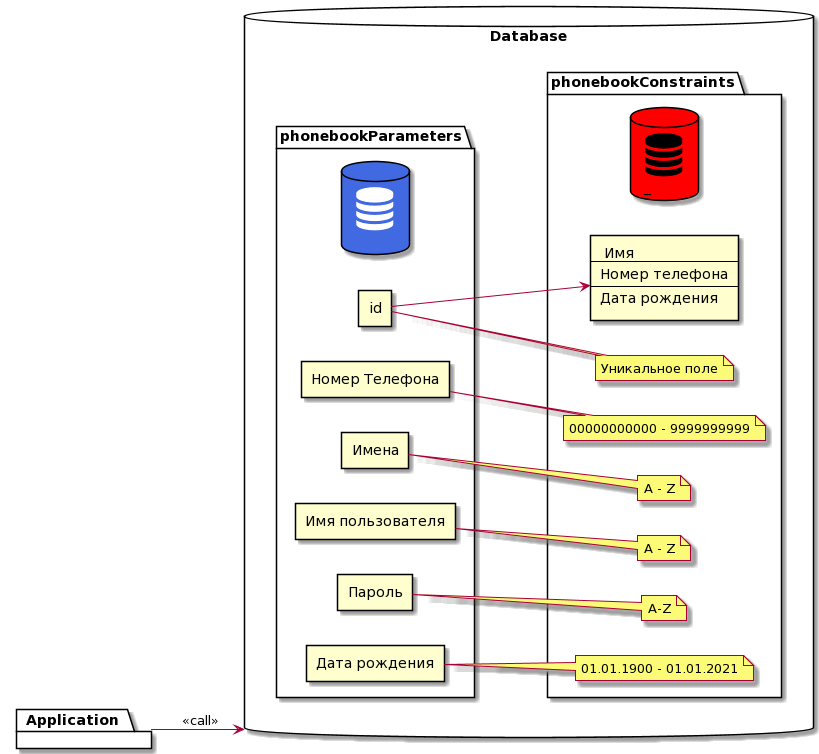 Database
phonebookConstraints
phonebookParameters
_
Имя
Номер телефона
Дата рождения
id
Уникальное поле
Номер Телефона
00000000000 - 9999999999
Имена
A - Z
Имя пользователя
A - Z
Пароль
A-Z
Дата рождения
01.01.1900 - 01.01.2021
Application
«call»